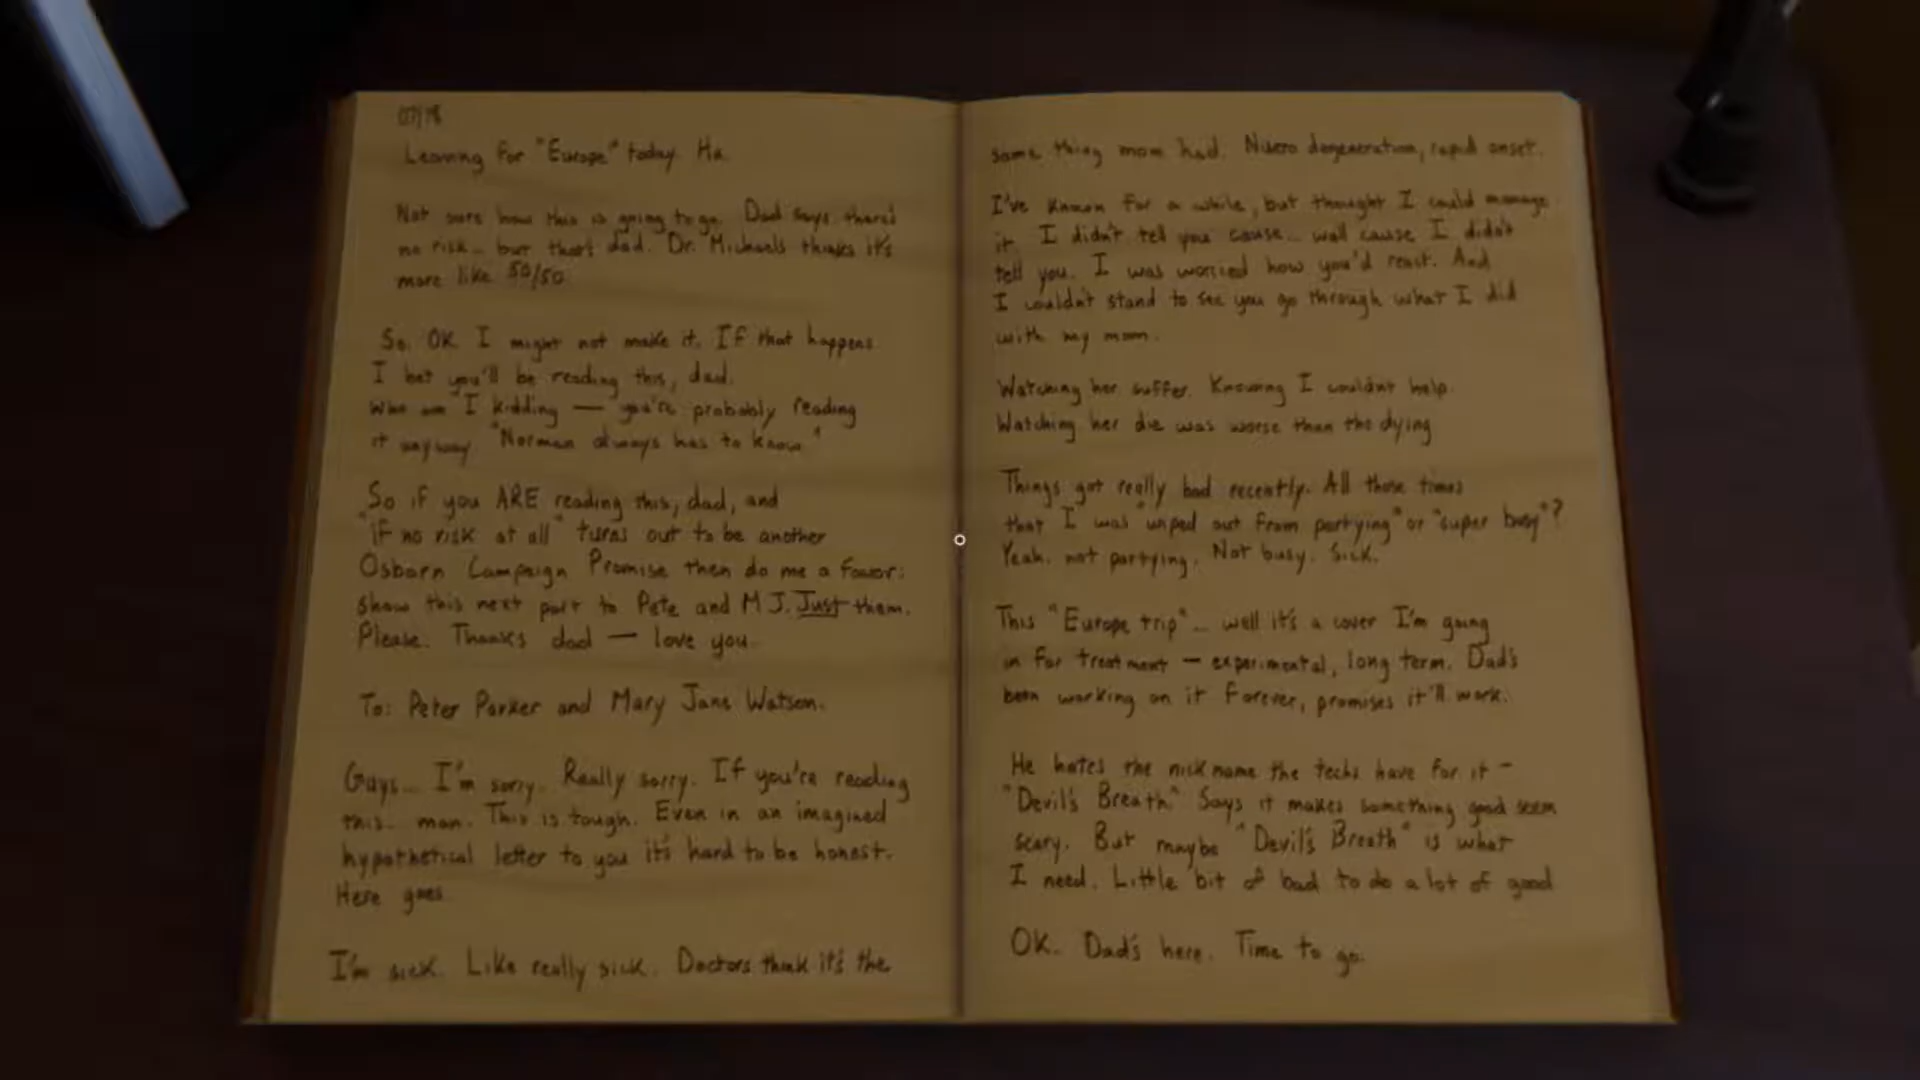 07/18
Leaving for "Europe" today. Ha.
Not sure how this is going to go. Dad says there's
no risk... but that's dad. Dr. Michaels thinks it's
more like 50/50.
So. OK. I might not make it. If that happens
I bet you'll be reading this, dad.
Who am I kidding — you're probably reading
it anyway. "Norman always has to know."
So if you ARE reading this, dad, and
"if no risk at all" turns out to be another
Osborn Campaign Promise then do me a favor:
show this next part to Pete and MJ. Just them.
Please. Thanks dad — love you.
To: Peter Parker and Mary Jane Watson.
Guys... I'm sorry. Really sorry. If you're reading
this... man. This is tough. Even in an imagined
hypothetical letter to you it's hard to be honest.
Here goes
I'm sick. Like really sick. Doctors think it's the
same thing mom had. Nuero degeneration, rapid onset.
I've known for a while, but thought I could manage
it. I didn't tell you cause... well cause I didn't
tell you. I was worried how you'd react. And
I couldn't stand to see you go through what I did
with my mom.
Watching her suffer. Knowing I couldn't help.
Watching her die was worse than the dying
Things got really bad recently. All those times
that I was "wiped out from partying" or "super busy"?
Yeah. not partying. Not busy. Sick.
This "Europe trip"... well it's a cover I'm going
in for treatment — experimental, long term. Dad's
been working on it forever, promises it'll work.
He hates the nickname the techs have for it -
"Devil's Breath." Says it makes something good seem
scary. But maybe "Devil's Breath" is what
I need. Little bit of bad to do a lot of good
OK. Dad's here. Time to go.